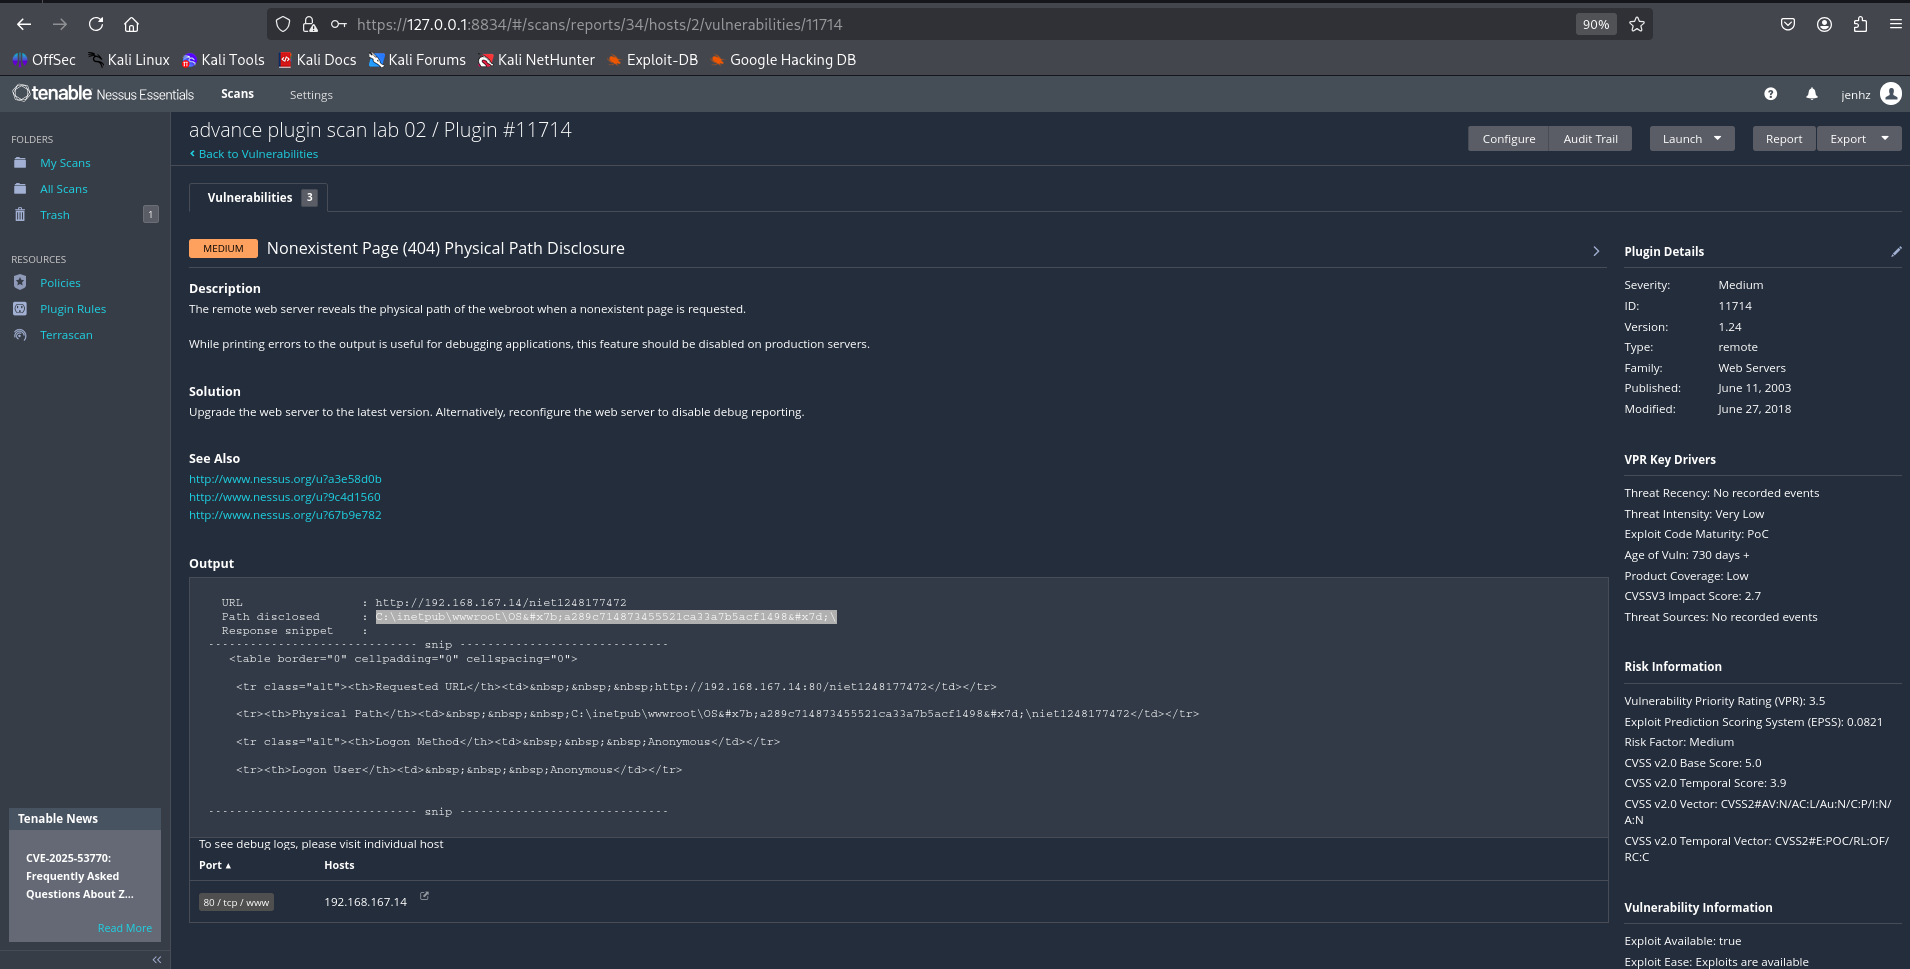 https://127.0.0.1:8834/#/scans/reports/34/hosts/2/vulnerabilities/11714
90%
OffSec Kali Linux Kali Tools Kali Docs Kali Forums Kali NetHunter Exploit-DB Google Hacking DB
tenable Nessus Essentials Scans Settings jenhz
FOLDERS
My Scans
All Scans
Trash 1
RESOURCES
Policies
Plugin Rules
Terrascan
Tenable News
CVE-2025-53770:
Frequently Asked
Questions About Z...
Read More
advance plugin scan lab 02 / Plugin #11714
Back to Vulnerabilities
Configure Audit Trail Launch Report Export
Vulnerabilities 3
MEDIUM Nonexistent Page (404) Physical Path Disclosure
Description
The remote web server reveals the physical path of the webroot when a nonexistent page is requested.
While printing errors to the output is useful for debugging applications, this feature should be disabled on production servers.
Solution
Upgrade the web server to the latest version. Alternatively, reconfigure the web server to disable debug reporting.
See Also
http://www.nessus.org/u?a3e58d0b
http://www.nessus.org/u?9c4d1560
http://www.nessus.org/u?67b9e782
Output
URL : http://192.168.167.14/niet1248177472
Path disclosed : C:\inetpub\wwwroot\OS&#x7b;a289c714873455521ca33a7b5acf1498&#x7d;\
Response snippet :
------------------------------ snip ------------------------------
<table border="0" cellpadding="0" cellspacing="0">
<tr class="alt"><th>Requested URL</th><td>&nbsp;&nbsp;&nbsp;http://192.168.167.14:80/niet1248177472</td></tr>
<tr><th>Physical Path</th><td>&nbsp;&nbsp;&nbsp;C:\inetpub\wwwroot\OS&#x7b;a289c714873455521ca33a7b5acf1498&#x7d;\niet1248177472</td></tr>
<tr class="alt"><th>Logon Method</th><td>&nbsp;&nbsp;&nbsp;Anonymous</td></tr>
<tr><th>Logon User</th><td>&nbsp;&nbsp;&nbsp;Anonymous</td></tr>
------------------------------ snip ------------------------------
To see debug logs, please visit individual host
Port Hosts
80 / tcp / www 192.168.167.14
Plugin Details
Severity: Medium
ID: 11714
Version: 1.24
Type: remote
Family: Web Servers
Published: June 11, 2003
Modified: June 27, 2018
VPR Key Drivers
Threat Recency: No recorded events
Threat Intensity: Very Low
Exploit Code Maturity: PoC
Age of Vuln: 730 days +
Product Coverage: Low
CVSSV3 Impact Score: 2.7
Threat Sources: No recorded events
Risk Information
Vulnerability Priority Rating (VPR): 3.5
Exploit Prediction Scoring System (EPSS): 0.0821
Risk Factor: Medium
CVSS v2.0 Base Score: 5.0
CVSS v2.0 Temporal Score: 3.9
CVSS v2.0 Vector: CVSS2#AV:N/AC:L/Au:N/C:P/I:N/
A:N
CVSS v2.0 Temporal Vector: CVSS2#E:POC/RL:OF/
RC:C
Vulnerability Information
Exploit Available: true
Exploit Ease: Exploits are available